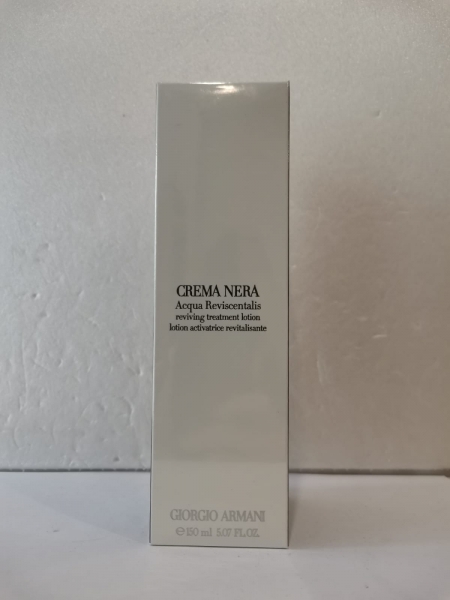 CREMA NERA
Acqua Reviscentalis
reviving treatment lotion
lotion activatrice revitalisante
GIORGIO ARMANI
℮150 ml 5.07 FL.OZ.